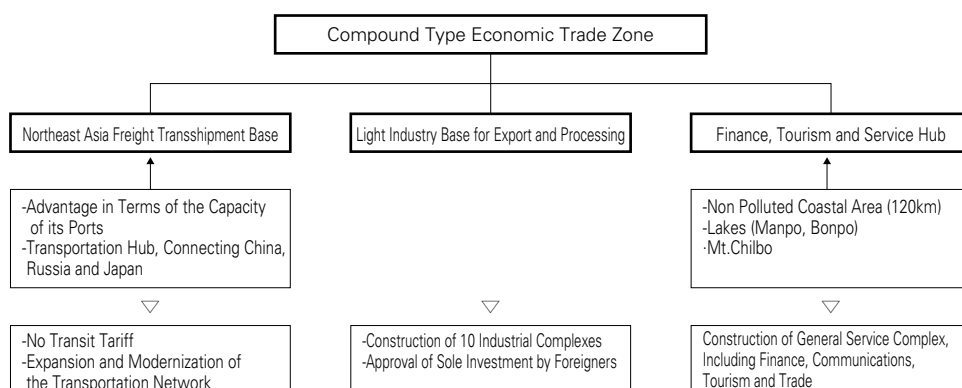 Compound Type Economic Trade Zone
Northeast Asia Freight Transshipment Base
Light Industry Base for Export and Processing
Finance, Tourism and Service Hub
-Advantage in Terms of the Capacity
of its Ports
-Transportation Hub, Connecting China,
Russia and Japan
-Non Polluted Coastal Area (120km)
-Lakes (Manpo, Bonpo)
·Mt.Chilbo
-No Transit Tariff
-Expansion and Modernization of
the Transportation Network
-Construction of 10 Industrial Complexes
-Approval of Sole Investment by Foreigners
Construction of General Service Complex,
Including Finance, Communications,
Tourism and Trade